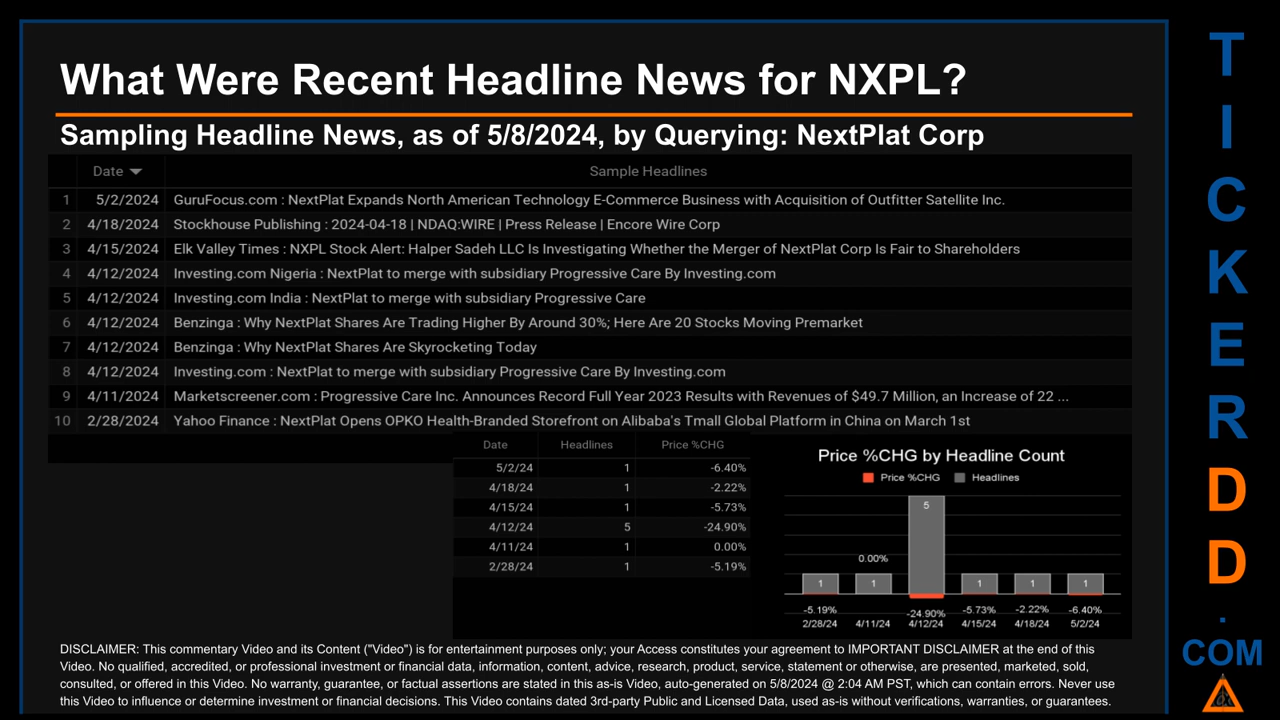 What Were Recent Headline News for NXPL?
Sampling Headline News, as of 5/8/2024, by Querying: NextPlat Corp
Date Sample Headlines
1 5/2/2024 GuruFocus.com : NextPlat Expands North American Technology E-Commerce Business with Acquisition of Outfitter Satellite Inc.
2 4/18/2024 Stockhouse Publishing : 2024-04-18 | NDAQ:WIRE | Press Release | Encore Wire Corp
3 4/15/2024 Elk Valley Times : NXPL Stock Alert: Halper Sadeh LLC Is Investigating Whether the Merger of NextPlat Corp Is Fair to Shareholders
4 4/12/2024 Investing.com Nigeria : NextPlat to merge with subsidiary Progressive Care By Investing.com
5 4/12/2024 Investing.com India : NextPlat to merge with subsidiary Progressive Care
6 4/12/2024 Benzinga : Why NextPlat Shares Are Trading Higher By Around 30%; Here Are 20 Stocks Moving Premarket
7 4/12/2024 Benzinga : Why NextPlat Shares Are Skyrocketing Today
8 4/12/2024 Investing.com : NextPlat to merge with subsidiary Progressive Care By Investing.com
9 4/11/2024 Marketscreener.com : Progressive Care Inc. Announces Record Full Year 2023 Results with Revenues of $49.7 Million, an Increase of 22 ...
10 2/28/2024 Yahoo Finance : NextPlat Opens OPKO Health-Branded Storefront on Alibaba's Tmall Global Platform in China on March 1st
Date Headlines Price %CHG
5/2/24 1 -6.40%
4/18/24 1 -2.22%
4/15/24 1 -5.73%
4/12/24 5 -24.90%
4/11/24 1 0.00%
2/28/24 1 -5.19%
Price %CHG by Headline Count
Price %CHG Headlines
5
0.00%
1 1 1 1 1
-5.19% -24.90% -5.73% -2.22% -6.40%
2/28/24 4/11/24 4/12/24 4/15/24 4/18/24 5/2/24
DISCLAIMER: This commentary Video and its Content ("Video") is for entertainment purposes only; your Access constitutes your agreement to IMPORTANT DISCLAIMER at the end of this
Video. No qualified, accredited, or professional investment or financial data, information, content, advice, research, product, service, statement or otherwise, are presented, marketed, sold,
consulted, or offered in this Video. No warranty, guarantee, or factual assertions are stated in this as-is Video, auto-generated on 5/8/2024 @ 2:04 AM PST, which can contain errors. Never use
this Video to influence or determine investment or financial decisions. This Video contains dated 3rd-party Public and Licensed Data, used as-is without verifications, warranties, or guarantees.
T
I
C
K
E
R
D
D
.
COM